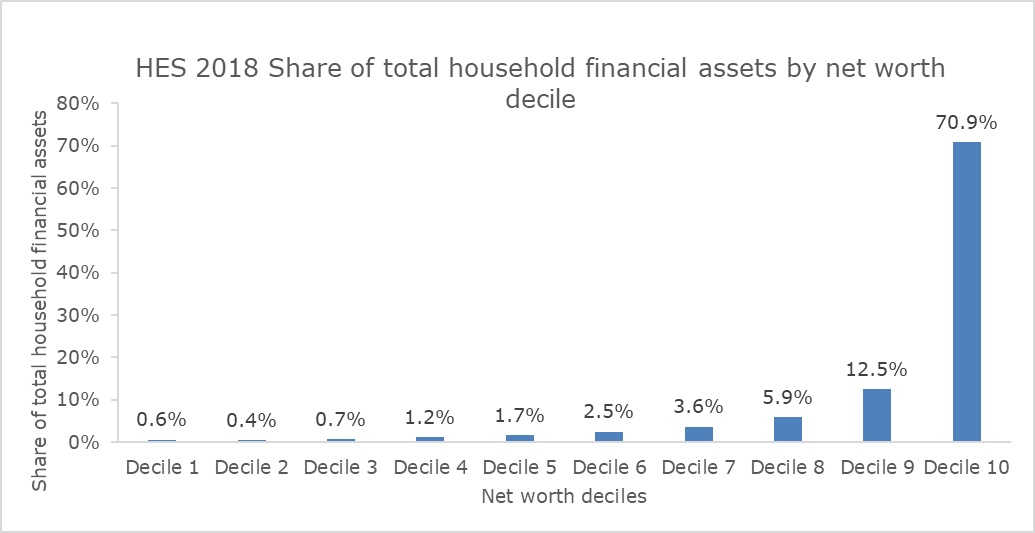 HES 2018 Share of total household financial assets by net worth
decile
Share of total household financial assets
80%
70%
60%
50%
40%
30%
20%
10%
0%
0.6%
0.4%
0.7%
1.2%
1.7%
2.5%
3.6%
5.9%
12.5%
70.9%
Decile 1
Decile 2
Decile 3
Decile 4
Decile 5
Decile 6
Decile 7
Decile 8
Decile 9
Decile 10
Net worth deciles